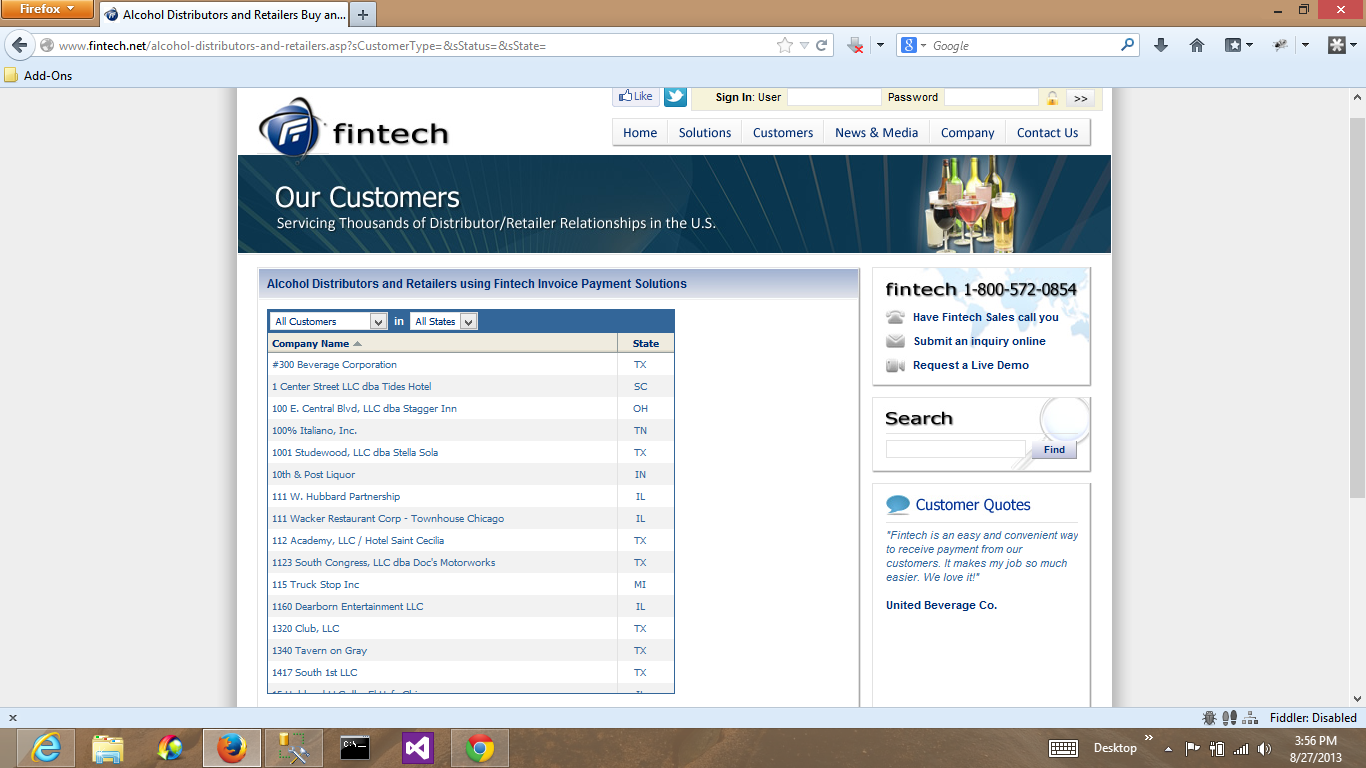 Firefox
Alcohol Distributors and Retailers Buy an...
www.fintech.net/alcohol-distributors-and-retailers.asp?sCustomerType=&sStatus=&sState=
Google
Add-Ons
Like
Sign In: User
Password
>>
fintech
Home
Solutions
Customers
News & Media
Company
Contact Us
Our Customers
Servicing Thousands of Distributor/Retailer Relationships in the U.S.
Alcohol Distributors and Retailers using Fintech Invoice Payment Solutions
All Customers in All States
Company Name State
#300 Beverage Corporation TX
1 Center Street LLC dba Tides Hotel SC
100 E. Central Blvd, LLC dba Stagger Inn OH
100% Italiano, Inc. TN
1001 Studewood, LLC dba Stella Sola TX
10th & Post Liquor IN
111 W. Hubbard Partnership IL
111 Wacker Restaurant Corp - Townhouse Chicago IL
112 Academy, LLC / Hotel Saint Cecilia TX
1123 South Congress, LLC dba Doc's Motorworks TX
115 Truck Stop Inc MI
1160 Dearborn Entertainment LLC IL
1320 Club, LLC TX
1340 Tavern on Gray TX
1417 South 1st LLC TX
fintech 1-800-572-0854
Have Fintech Sales call you
Submit an inquiry online
Request a Live Demo
Search
Find
Customer Quotes
"Fintech is an easy and convenient way
to receive payment from our
customers. It makes my job so much
easier. We love it!"
United Beverage Co.
Fiddler: Disabled
Desktop
3:56 PM
8/27/2013